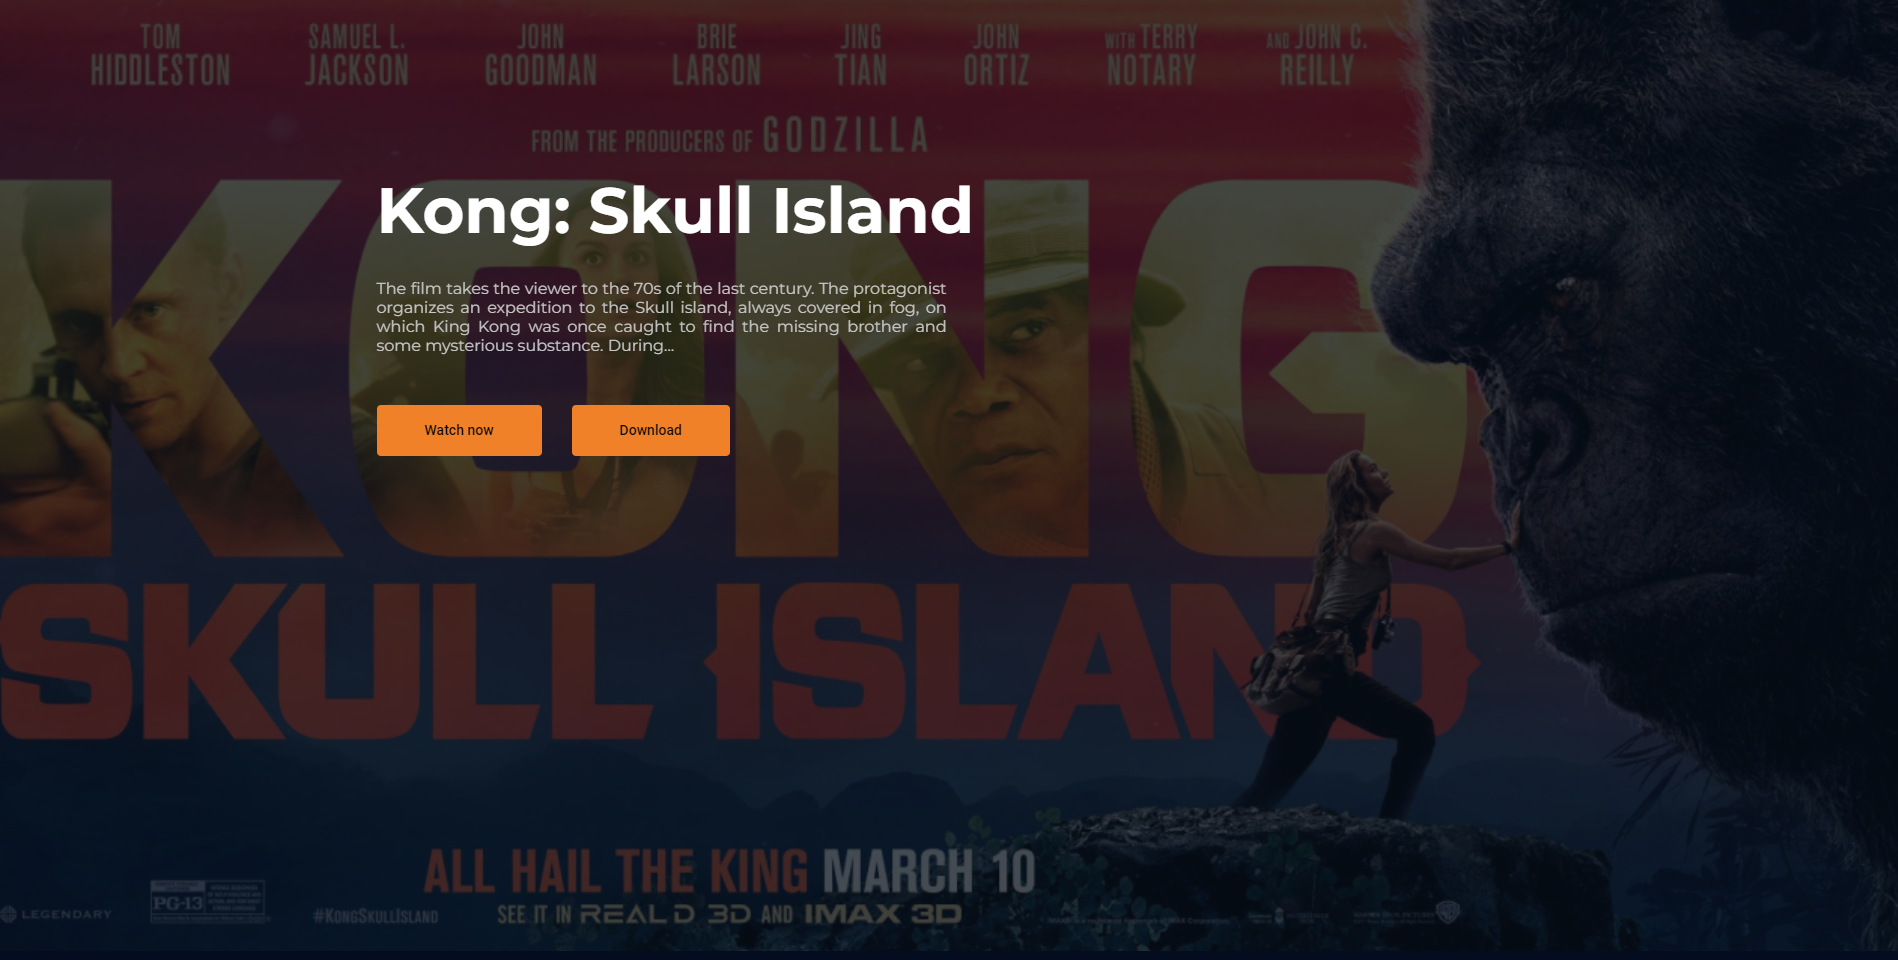 TOM SAMUEL L. JOHN BRIE JING JOHN WITH TERRY AND JOHN C.
HIDDLESTON JACKSON GOODMAN LARSON TIAN ORTIZ NOTARY REILLY
FROM THE PRODUCERS OF GODZILLA
KONG
Kong: Skull Island
The film takes the viewer to the 70s of the last century. The protagonist
organizes an expedition to the Skull island, always covered in fog, on
which King Kong was once caught to find the missing brother and
some mysterious substance. During...
Watch now Download
SKULL ISLAND
ALL HAIL THE KING MARCH 10
LEGENDARY PG-13 #KONGSKULLISLAND SEE IT IN REAL D 3D AND IMAX 3D